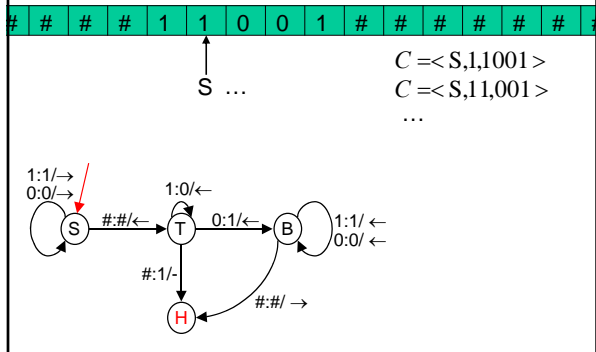 # # # # 1 1 0 0 1 # # # # # #
S …
C =< S,1,1001 >
C =< S,11,001 >
…
1:1/→
0:0/→
1:0/←
S
#:#/←
T
0:1/←
B
1:1/ ←
0:0/ ←
#:1/-
#:#/ →
H